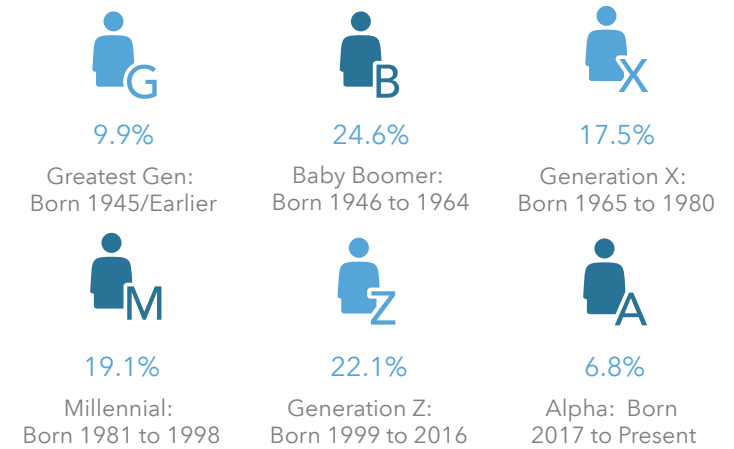 G
B
X
9.9%
24.6%
17.5%
Greatest Gen:
Born 1945/Earlier
Baby Boomer:
Born 1946 to 1964
Generation X:
Born 1965 to 1980
M
Z
A
19.1%
22.1%
6.8%
Millennial:
Born 1981 to 1998
Generation Z:
Born 1999 to 2016
Alpha:  Born
2017 to Present